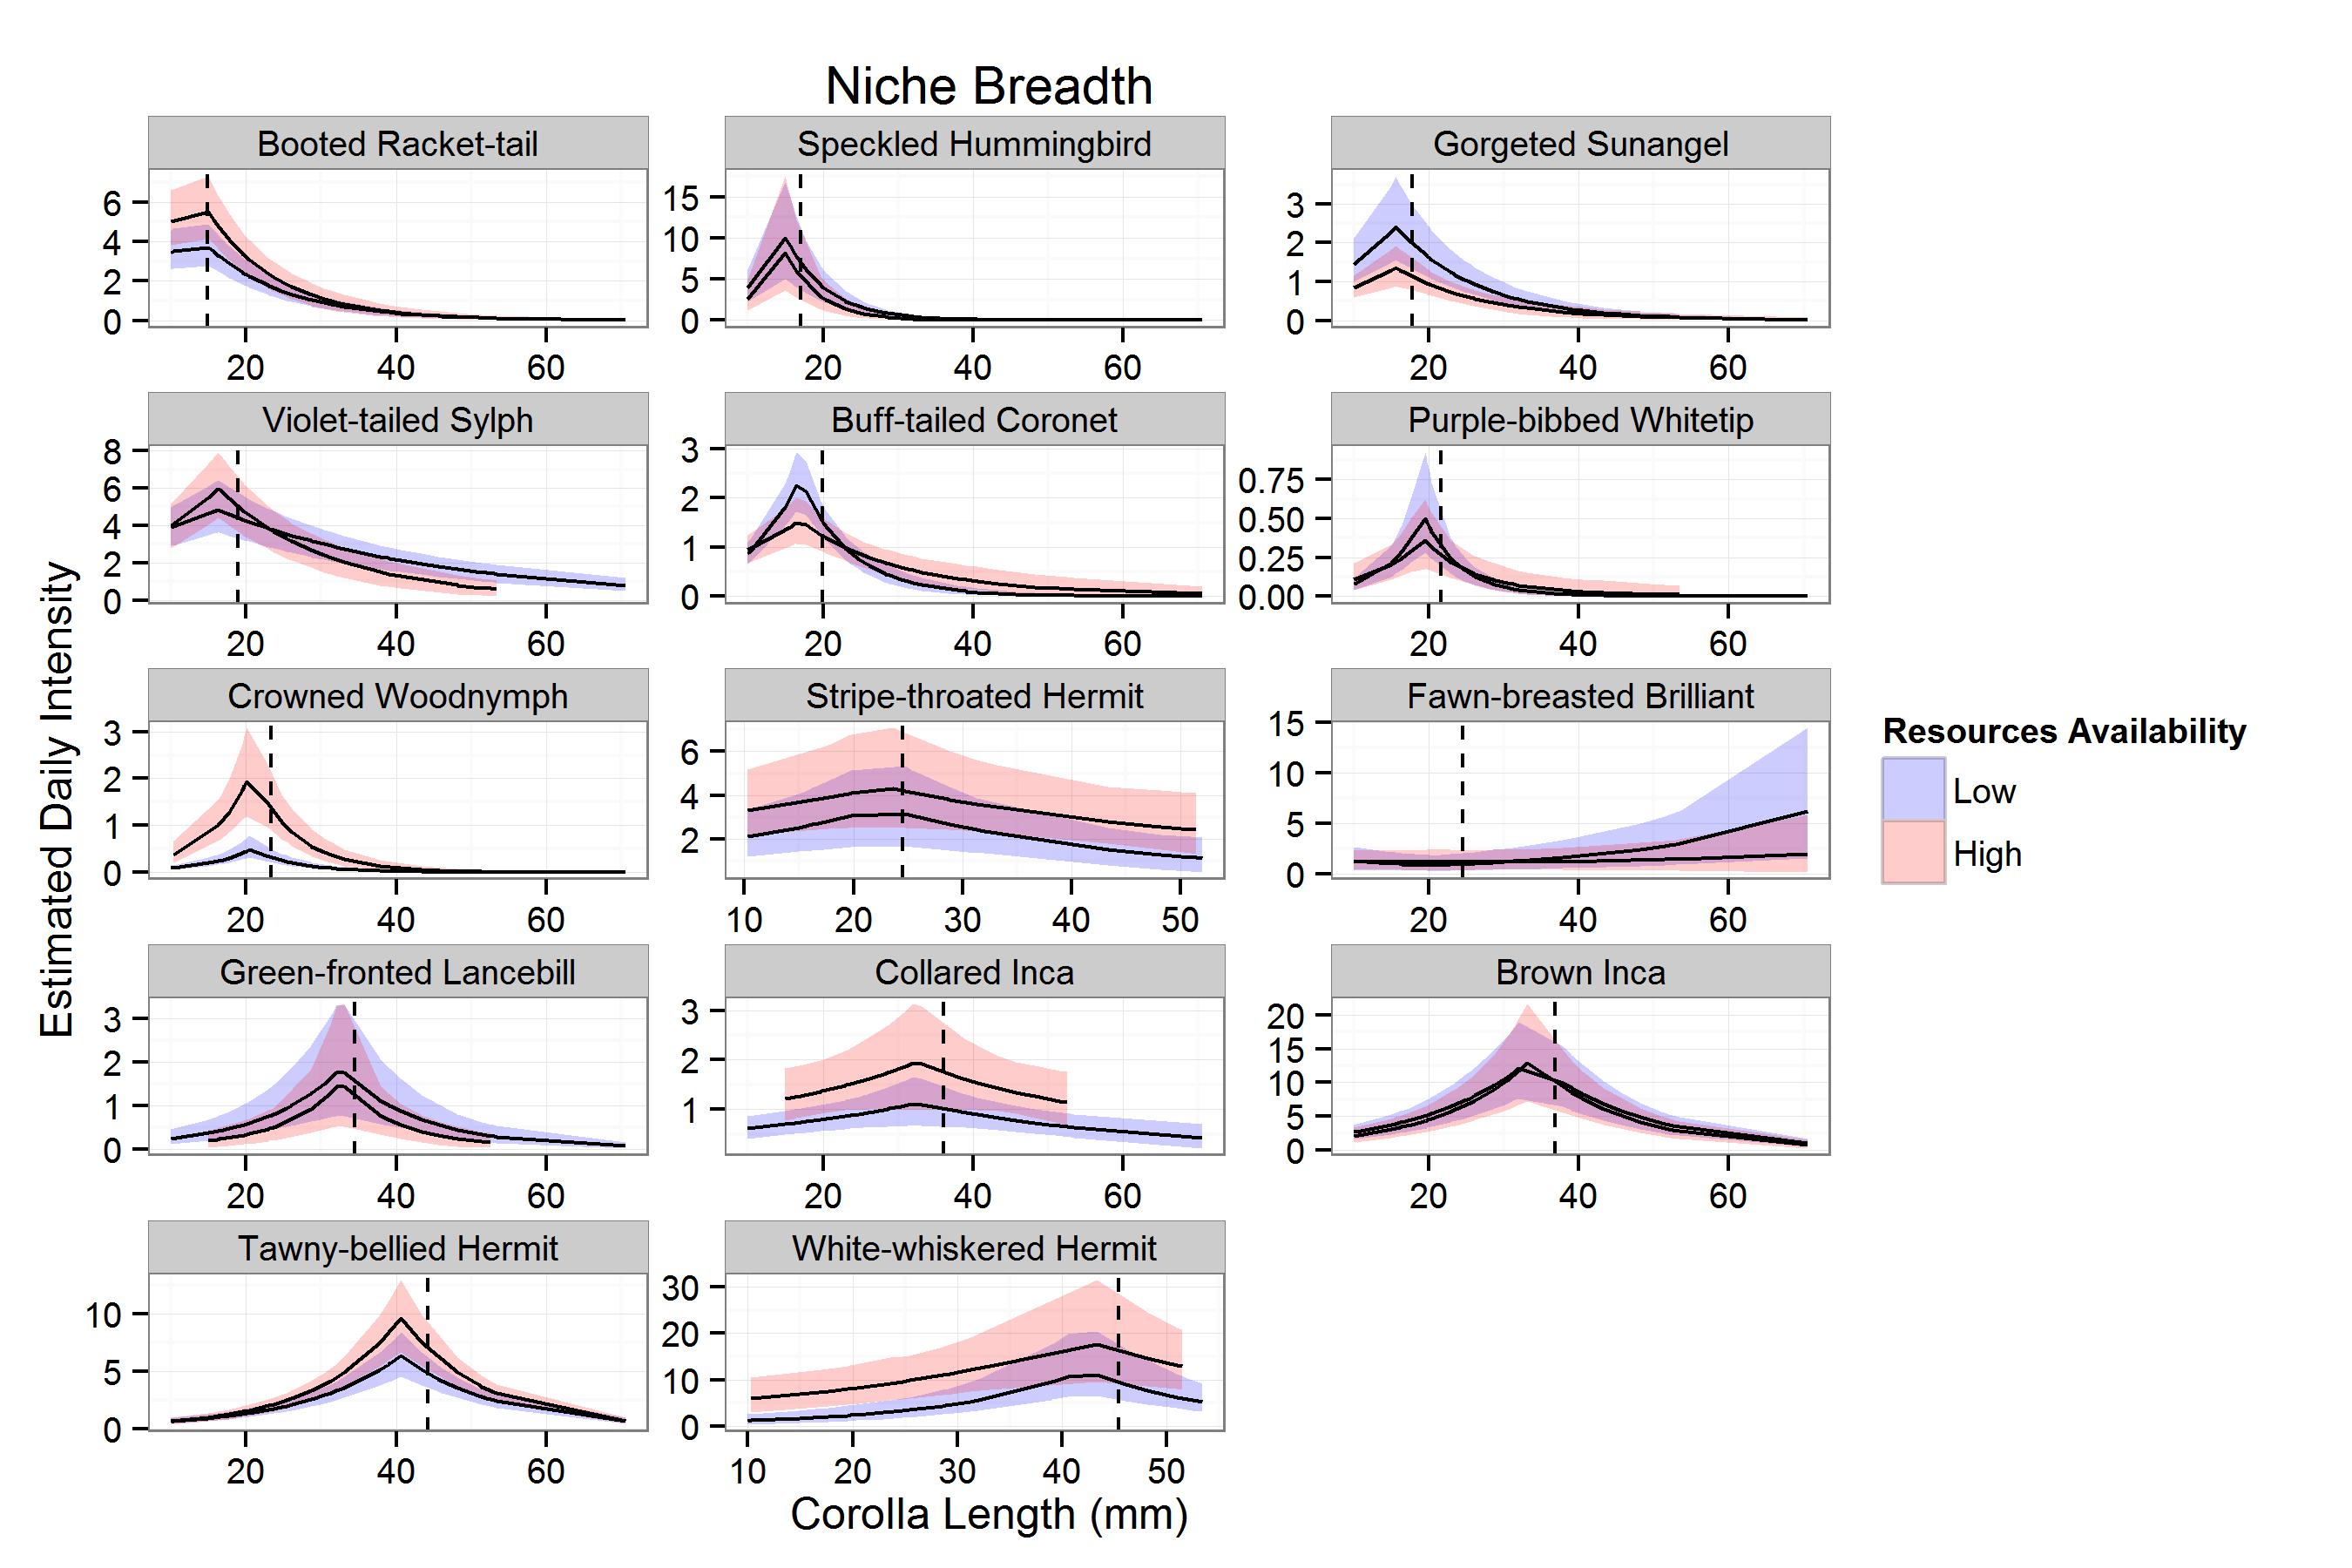 Niche Breadth
Booted Racket-tail
Speckled Hummingbird
Gorgeted Sunangel
6
4
2
0
15
10
5
0
3
2
1
0
20 40 60
20 40 60
20 40 60
Violet-tailed Sylph
Buff-tailed Coronet
Purple-bibbed Whitetip
8
6
4
2
0
3
2
1
0
0.75
0.50
0.25
0.00
20 40 60
20 40 60
20 40 60
Crowned Woodnymph
Stripe-throated Hermit
Fawn-breasted Brilliant
3
2
1
0
6
4
2
15
10
5
0
20 40 60
10 20 30 40 50
20 40 60
Green-fronted Lancebill
Collared Inca
Brown Inca
3
2
1
0
3
2
1
20
15
10
5
0
20 40 60
20 40 60
20 40 60
Tawny-bellied Hermit
White-whiskered Hermit
10
5
0
30
20
10
0
20 40 60
10 20 30 40 50
Estimated Daily Intensity
Corolla Length (mm)
Resources Availability
Low
High